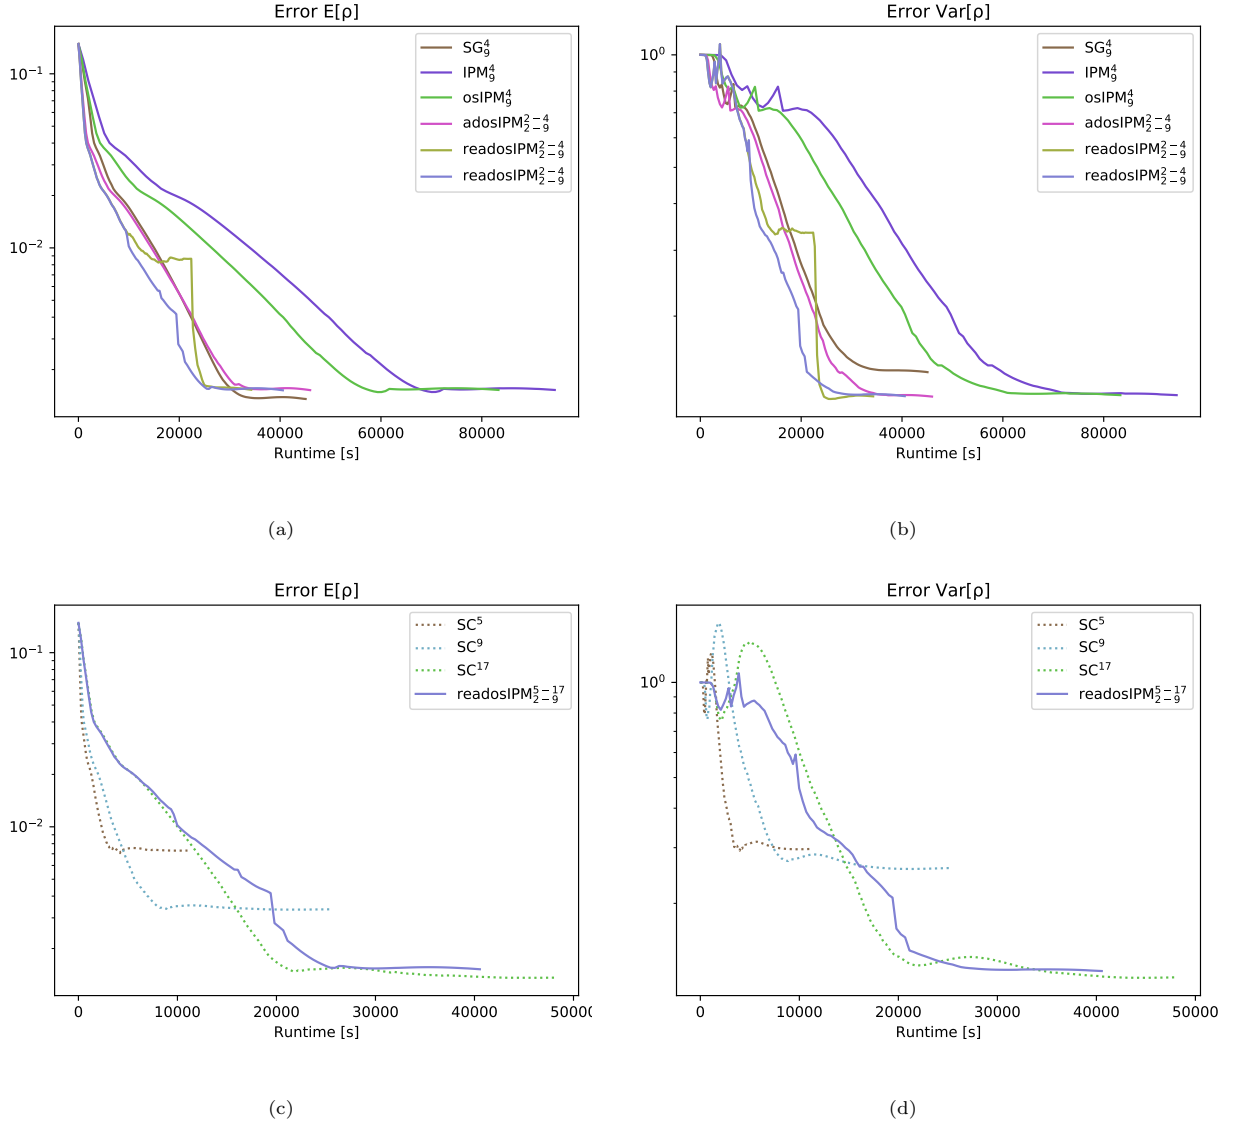 Error E[ρ]
10⁻¹
10⁻²
SG₉⁴
IPM₉⁴
osIPM₉⁴
adosIPM₂₋₉²⁻⁴
readosIPM₂₋₉²⁻⁴
readosIPM₂₋₉²⁻⁴
0 20000 40000 60000 80000
Runtime [s]
(a)
Error Var[ρ]
10⁰
SG₉⁴
IPM₉⁴
osIPM₉⁴
adosIPM₂₋₉²⁻⁴
readosIPM₂₋₉²⁻⁴
readosIPM₂₋₉²⁻⁴
0 20000 40000 60000 80000
Runtime [s]
(b)
Error E[ρ]
10⁻¹
10⁻²
SC⁵
SC⁹
SC¹⁷
readosIPM₂₋₉⁵⁻¹⁷
0 10000 20000 30000 40000 5000
Runtime [s]
(c)
Error Var[ρ]
10⁰
SC⁵
SC⁹
SC¹⁷
readosIPM₂₋₉⁵⁻¹⁷
0 10000 20000 30000 40000 50000
Runtime [s]
(d)